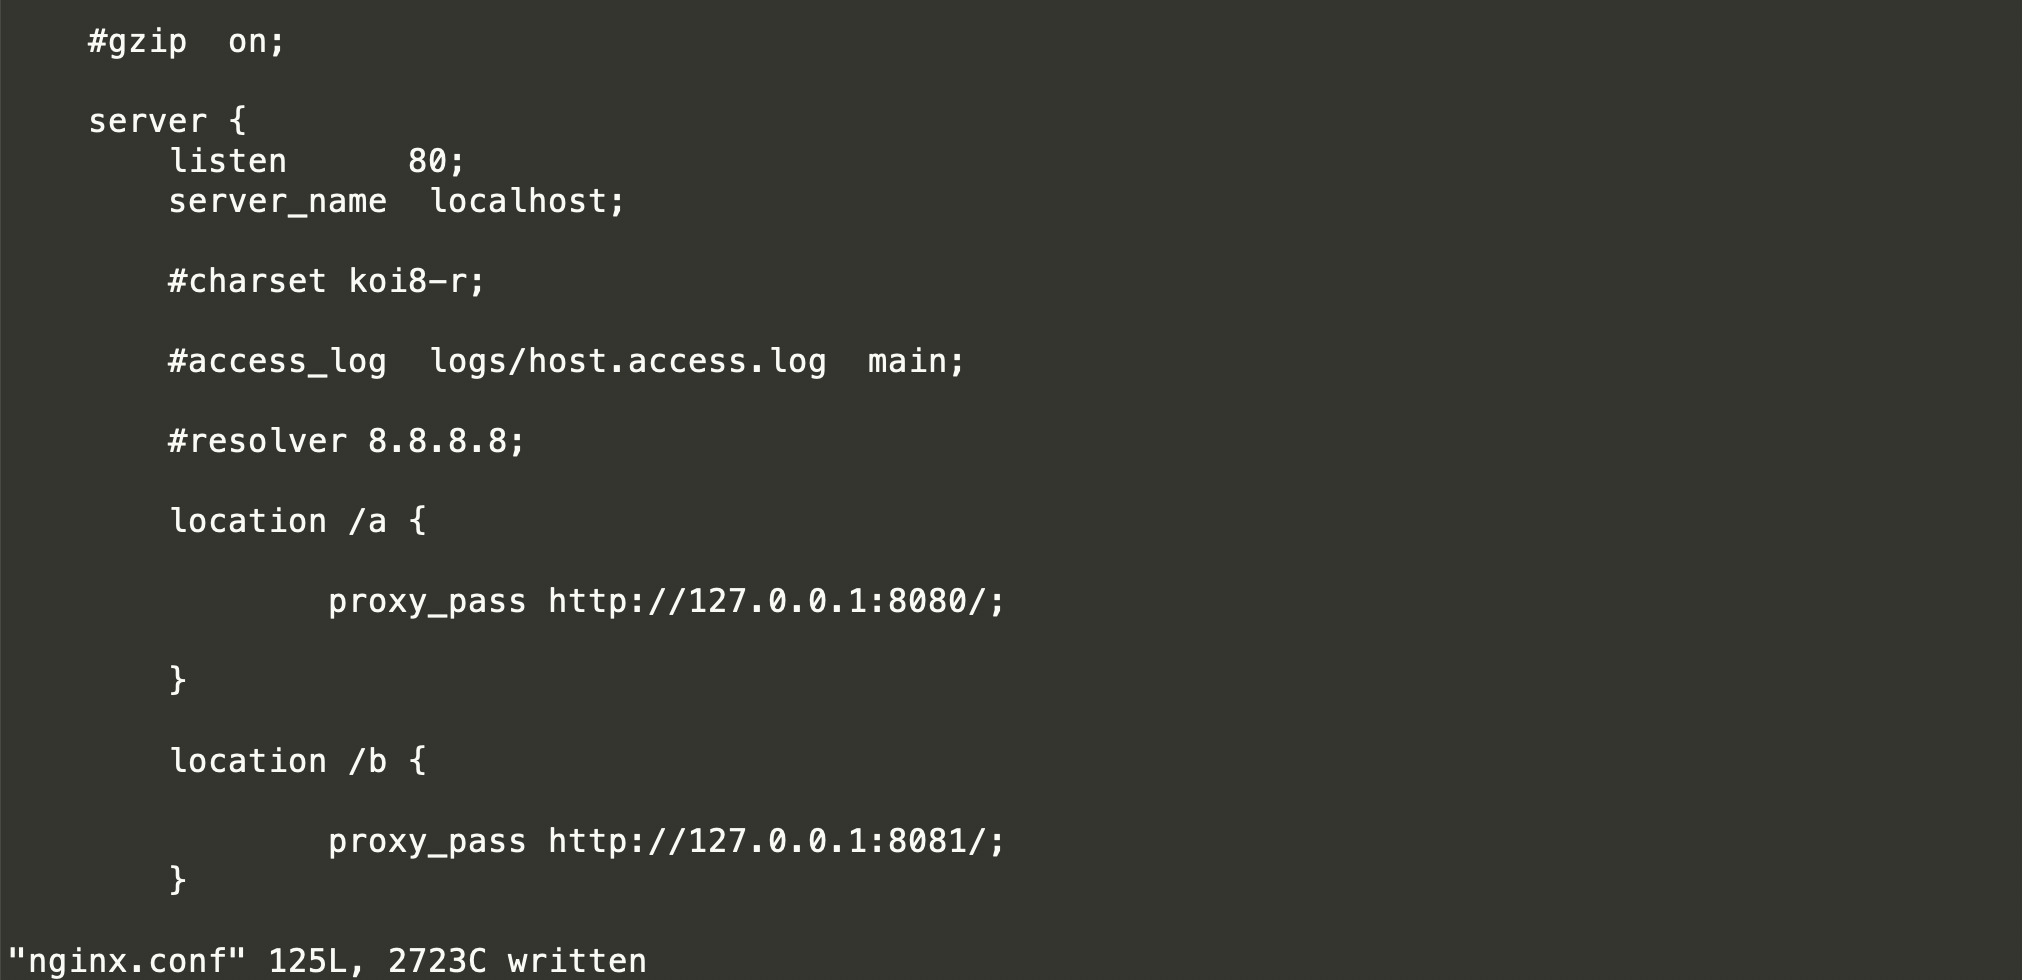 #gzip  on;
server {
listen      80;
server_name  localhost;
#charset koi8-r;
#access_log  logs/host.access.log  main;
#resolver 8.8.8.8;
location /a {
proxy_pass http://127.0.0.1:8080/;
}
location /b {
proxy_pass http://127.0.0.1:8081/;
}
"nginx.conf" 125L, 2723C written